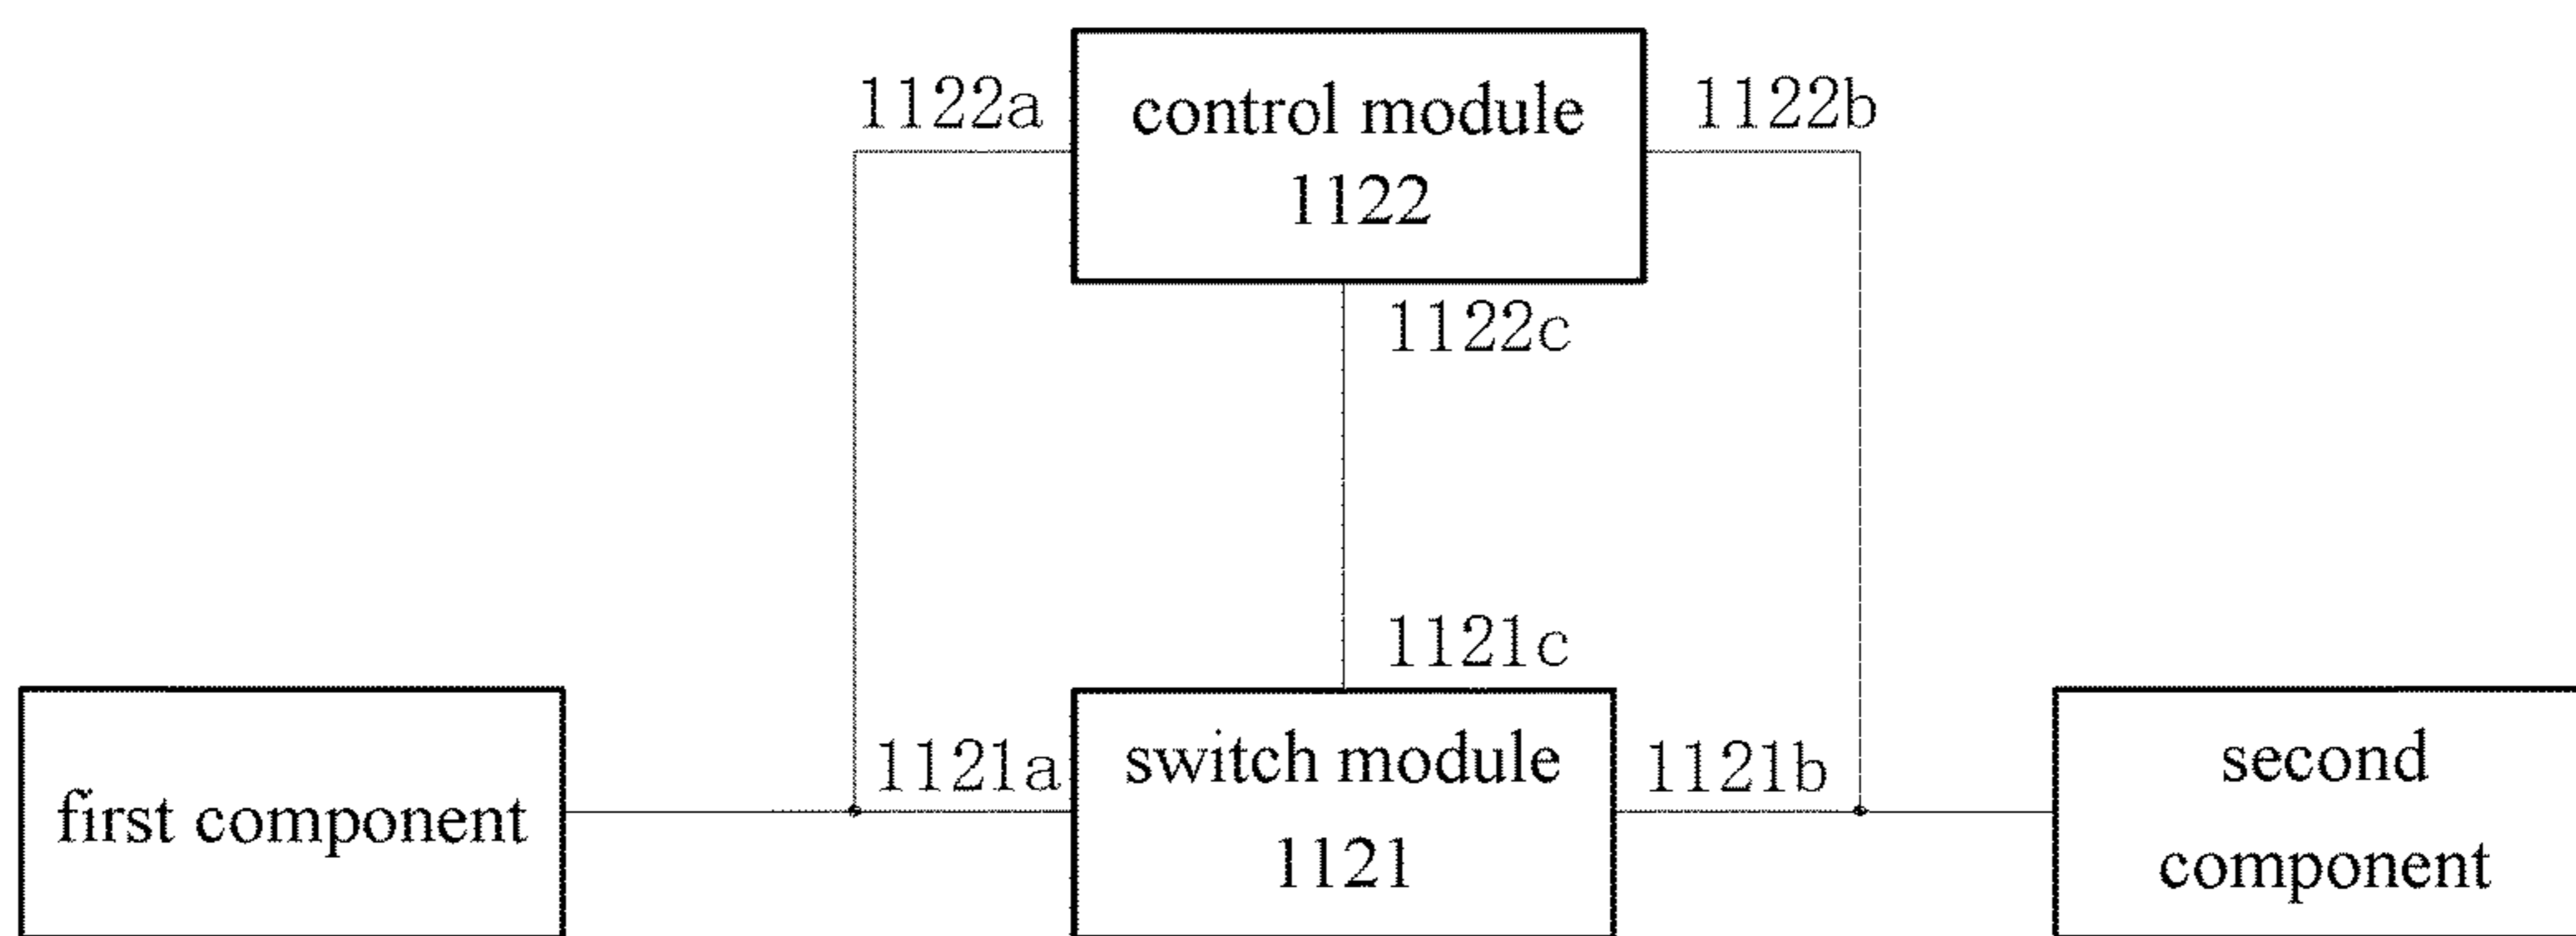 1122a
control module
1122
1122b
1122c
1121c
first component
1121a
switch module
1121
1121b
second
component